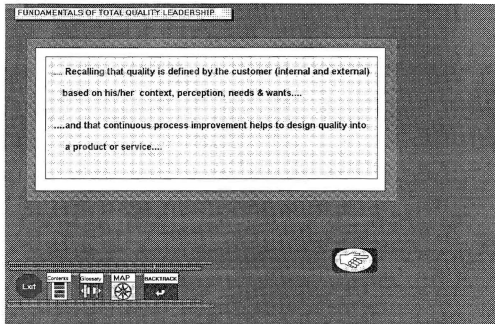 FUNDAMENTALS OF TOTAL QUALITY LEADERSHIP
.... Recalling that quality is defined by the customer (internal and external)
based on his/her context, perception, needs & wants....
....and that continuous process improvement helps to design quality into
a product or service....
Exit
Contents
Glossary
MAP
BACKTRACK